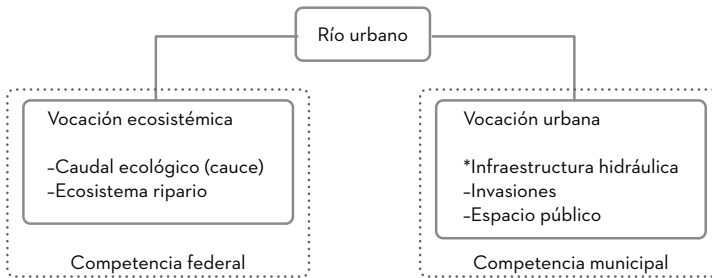 Río urbano
Vocación ecosistémica
–Caudal ecológico (cauce)
–Ecosistema ripario
Competencia federal
Vocación urbana
*Infraestructura hidráulica
–Invasiones
–Espacio público
Competencia municipal